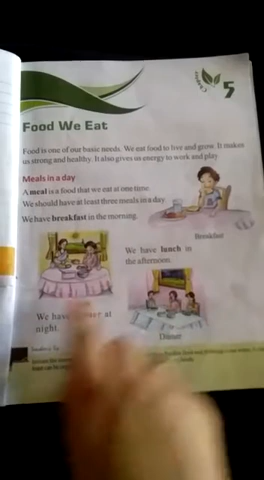 Chapter
5
Food We Eat
Food is one of our basic needs. We eat food to live and grow. It makes
us strong and healthy. It also gives us energy to work and play
Meals in a day
A meal is a food that we eat at one time.
We should have at least three meals in a day.
We have breakfast in the morning.
Breakfast
We have lunch in
the afternoon.
We have at
night.
Dinner